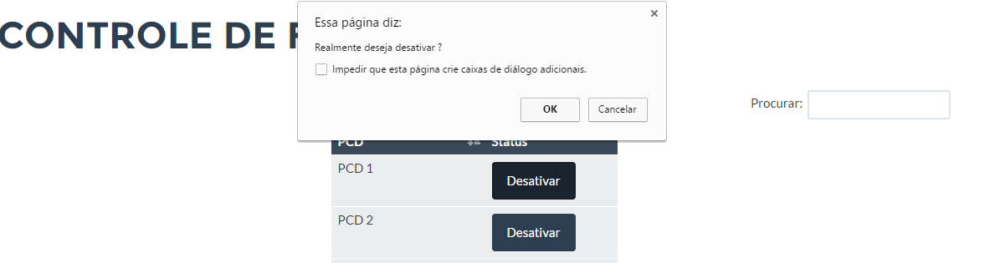 CONTROLE DE
Essa página diz:
Realmente deseja desativar ?
Impedir que esta página crie caixas de diálogo adicionais.
OK Cancelar
Procurar:
PCD Status
PCD 1 Desativar
PCD 2 Desativar